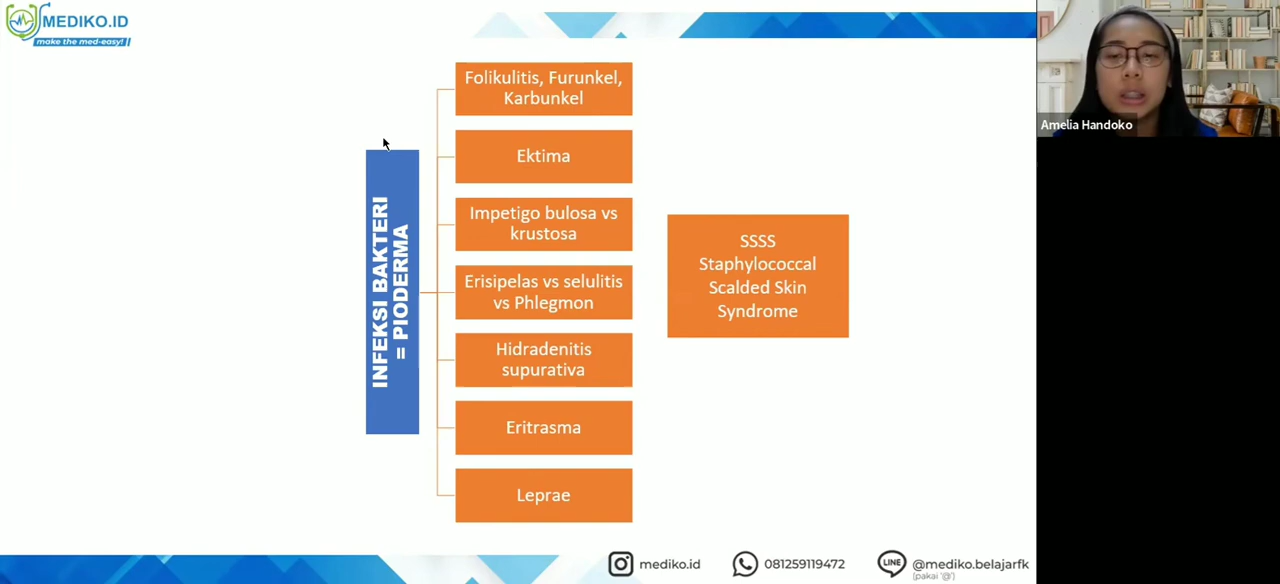 MEDIKO.ID
make the med-easy!
Amelia Handoko
INFEKSI BAKTERI
= PIODERMA
Folikulitis, Furunkel,
Karbunkel
Ektima
Impetigo bulosa vs
krustosa
Erisipelas vs selulitis
vs Phlegmon
Hidradenitis
supurativa
Eritrasma
Leprae
SSSS
Staphylococcal
Scalded Skin
Syndrome
mediko.id
081259119472
LINE
@mediko.belajarfk
(pakai '@')